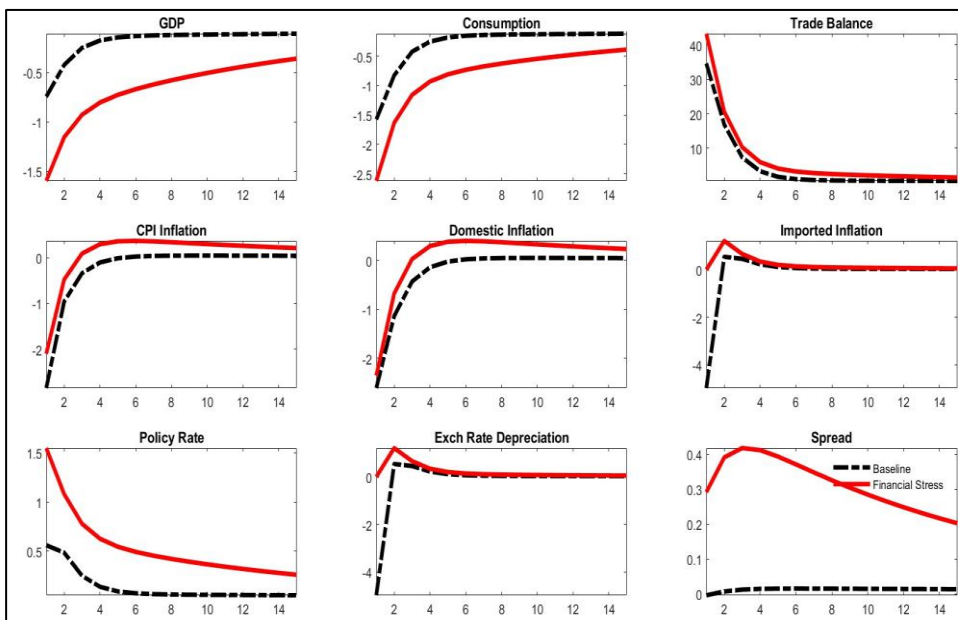 GDP
-0.5
-1
-1.5
2 4 6 8 10 12 14
Consumption
-0.5
-1
-1.5
-2
-2.5
2 4 6 8 10 12 14
Trade Balance
40
30
20
10
2 4 6 8 10 12 14
CPI Inflation
0
-1
-2
2 4 6 8 10 12 14
Domestic Inflation
0
-1
-2
2 4 6 8 10 12 14
Imported Inflation
0
-2
-4
2 4 6 8 10 12 14
Policy Rate
1.5
1
0.5
2 4 6 8 10 12 14
Exch Rate Depreciation
0
-2
-4
2 4 6 8 10 12 14
Spread
0.4
0.3
0.2
0.1
0
2 4 6 8 10 12 14
Baseline
Financial Stress